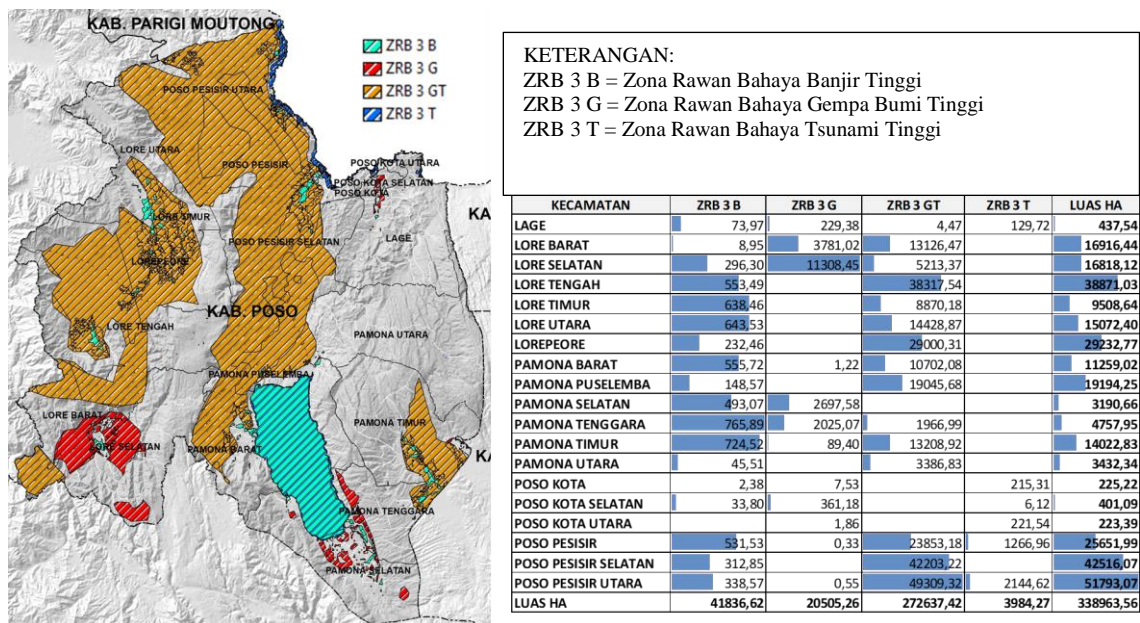 KAB. PARIGI MOUTONG
ZRB 3 B
ZRB 3 G
ZRB 3 GT
ZRB 3 T
POSO PESISIR UTARA
LORE UTARA
POSO PESISIR
POSO KOTA UTARA
POSO KOTA SELATAN
POSO KOTA
LORE TIMUR
KA
POSO PESISIR SELATAN
LAGE
LOREPEORE
KAB. POSO
LORE TENGAH
PAMONA UTARA
PAMONA PUSELEMBA
LORE BARAT
PAMONA TIMUR
LORE SELATAN
PAMONA BARAT
KA
PAMONA TENGGARA
PAMONA SELATAN
KETERANGAN:
ZRB 3 B = Zona Rawan Bahaya Banjir Tinggi
ZRB 3 G = Zona Rawan Bahaya Gempa Bumi Tinggi
ZRB 3 T = Zona Rawan Bahaya Tsunami Tinggi
KECAMATAN ZRB 3 B ZRB 3 G ZRB 3 GT ZRB 3 T LUAS HA
LAGE 73,97 229,38 4,47 129,72 437,54
LORE BARAT 8,95 3781,02 13126,47 16916,44
LORE SELATAN 296,30 11308,45 5213,37 16818,12
LORE TENGAH 553,49 38317,54 38871,03
LORE TIMUR 638,46 8870,18 9508,64
LORE UTARA 643,53 14428,87 15072,40
LOREPEORE 232,46 29000,31 29232,77
PAMONA BARAT 555,72 1,22 10702,08 11259,02
PAMONA PUSELEMBA 148,57 19045,68 19194,25
PAMONA SELATAN 493,07 2697,58 3190,66
PAMONA TENGGARA 765,89 2025,07 1966,99 4757,95
PAMONA TIMUR 724,52 89,40 13208,92 14022,83
PAMONA UTARA 45,51 3386,83 3432,34
POSO KOTA 2,38 7,53 215,31 225,22
POSO KOTA SELATAN 33,80 361,18 6,12 401,09
POSO KOTA UTARA 1,86 221,54 223,39
POSO PESISIR 531,53 0,33 23853,18 1266,96 25651,99
POSO PESISIR SELATAN 312,85 42203,22 42516,07
POSO PESISIR UTARA 338,57 0,55 49309,32 2144,62 51793,07
LUAS HA 41836,62 20505,26 272637,42 3984,27 338963,56